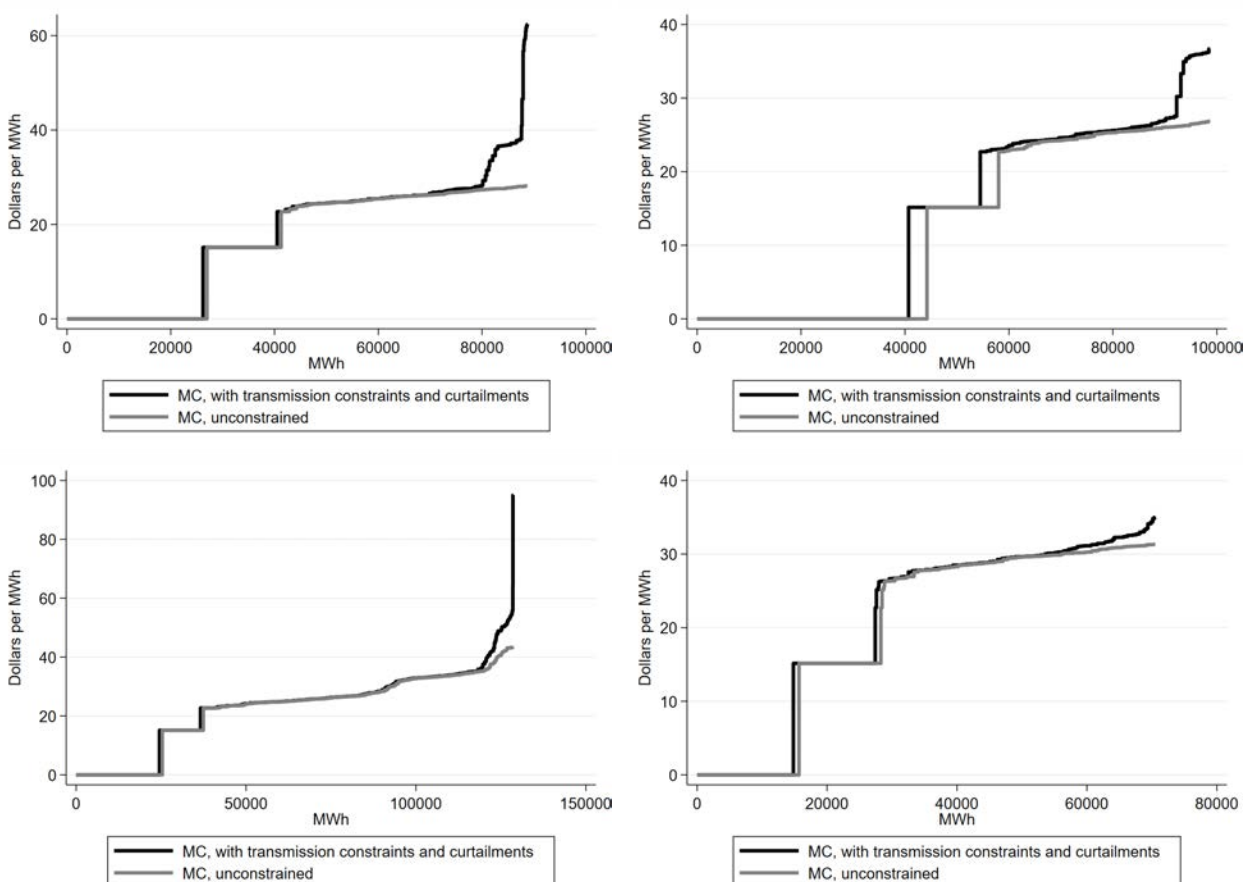 Dollars per MWh
60
40
20
0
0 20000 40000 60000 80000 100000
MWh
MC, with transmission constraints and curtailments
MC, unconstrained
Dollars per MWh
40
30
20
10
0
0 20000 40000 60000 80000 100000
MWh
MC, with transmission constraints and curtailments
MC, unconstrained
Dollars per MWh
100
80
60
40
20
0
0 50000 100000 150000
MWh
MC, with transmission constraints and curtailments
MC, unconstrained
Dollars per MWh
40
30
20
10
0
0 20000 40000 60000 80000
MWh
MC, with transmission constraints and curtailments
MC, unconstrained